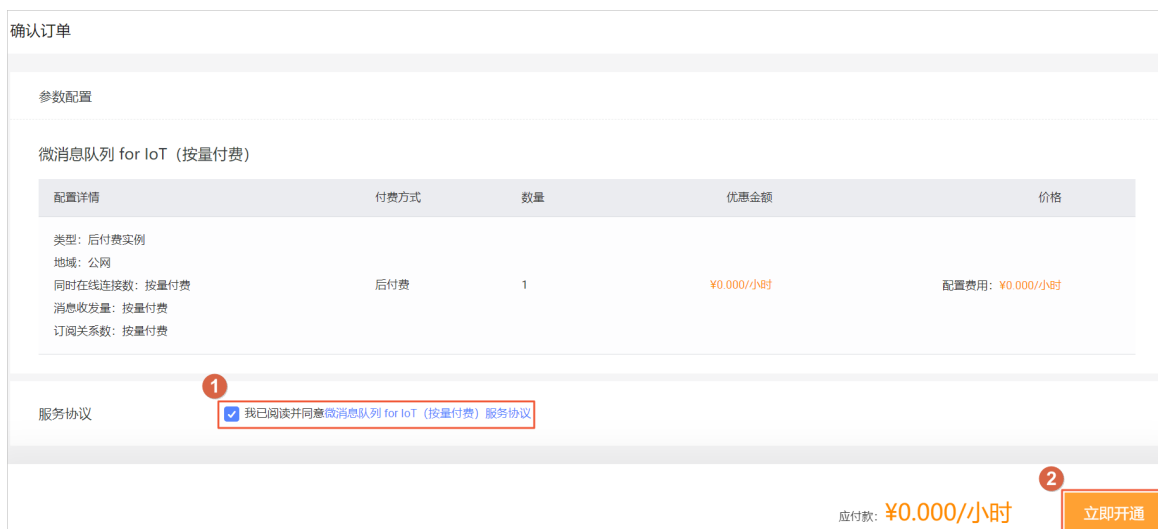 确认订单
参数配置
微消息队列 for IoT（按量付费）
配置详情 付费方式 数量 优惠金额 价格
类型：后付费实例
地域：公网
同时在线连接数：按量付费
消息收发量：按量付费
订阅关系数：按量付费
后付费 1 ¥0.000/小时 配置费用：¥0.000/小时
1
服务协议 我已阅读并同意微消息队列 for IoT（按量付费）服务协议
2
应付款：¥0.000/小时 立即开通